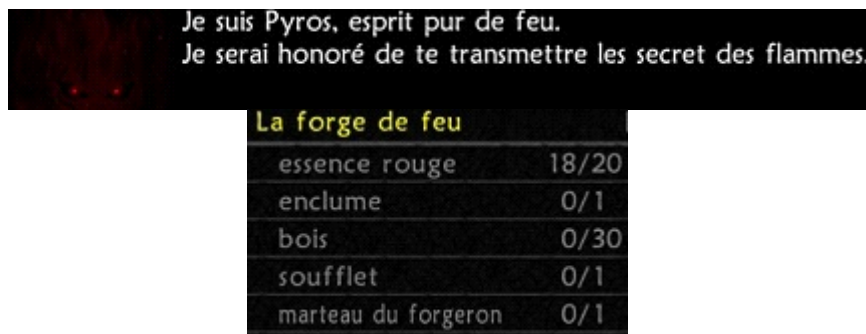 Je suis Pyros, esprit pur de feu.
Je serai honoré de te transmettre les secret des flammes.
La forge de feu
essence rouge 18/20
enclume 0/1
bois 0/30
soufflet 0/1
marteau du forgeron 0/1